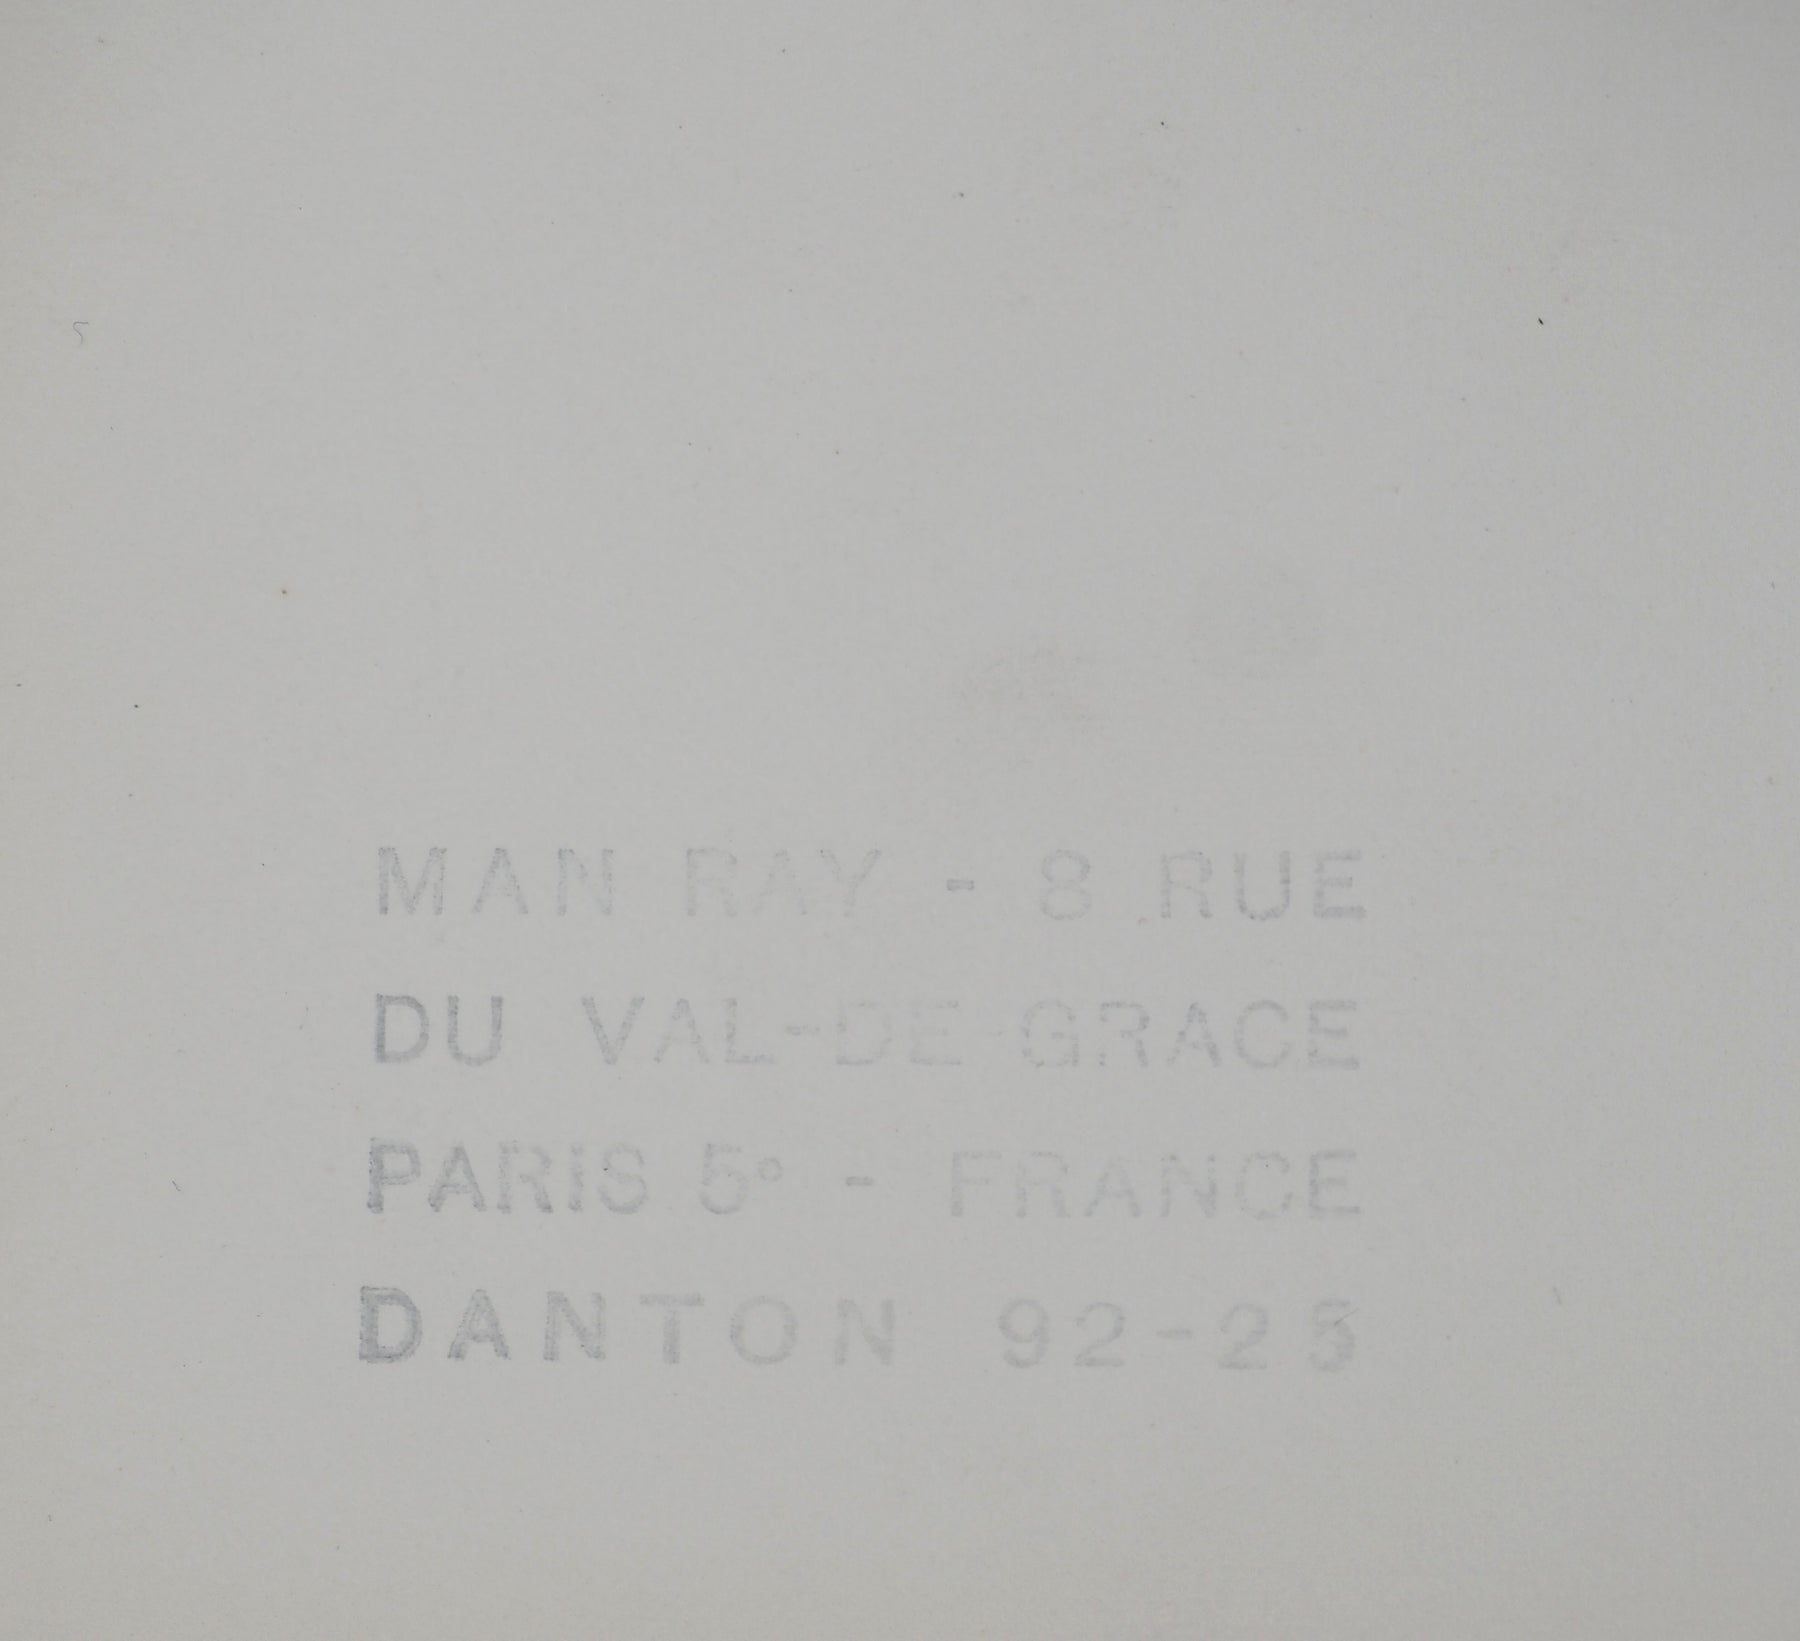 MAN RAY - 8 RUE
DU VAL-DE GRACE
PARIS 5° - FRANCE
DANTON 92-25